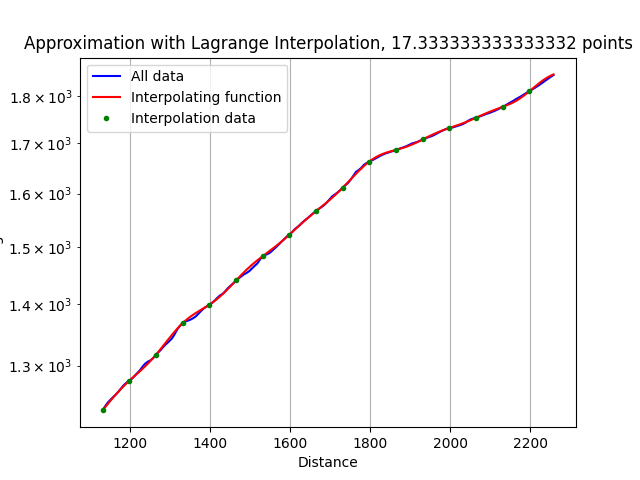 Approximation with Lagrange Interpolation, 17.333333333333332 points
All data
Interpolating function
Interpolation data
1.8 × 10³
1.7 × 10³
1.6 × 10³
1.5 × 10³
1.4 × 10³
1.3 × 10³
1200 1400 1600 1800 2000 2200
Distance